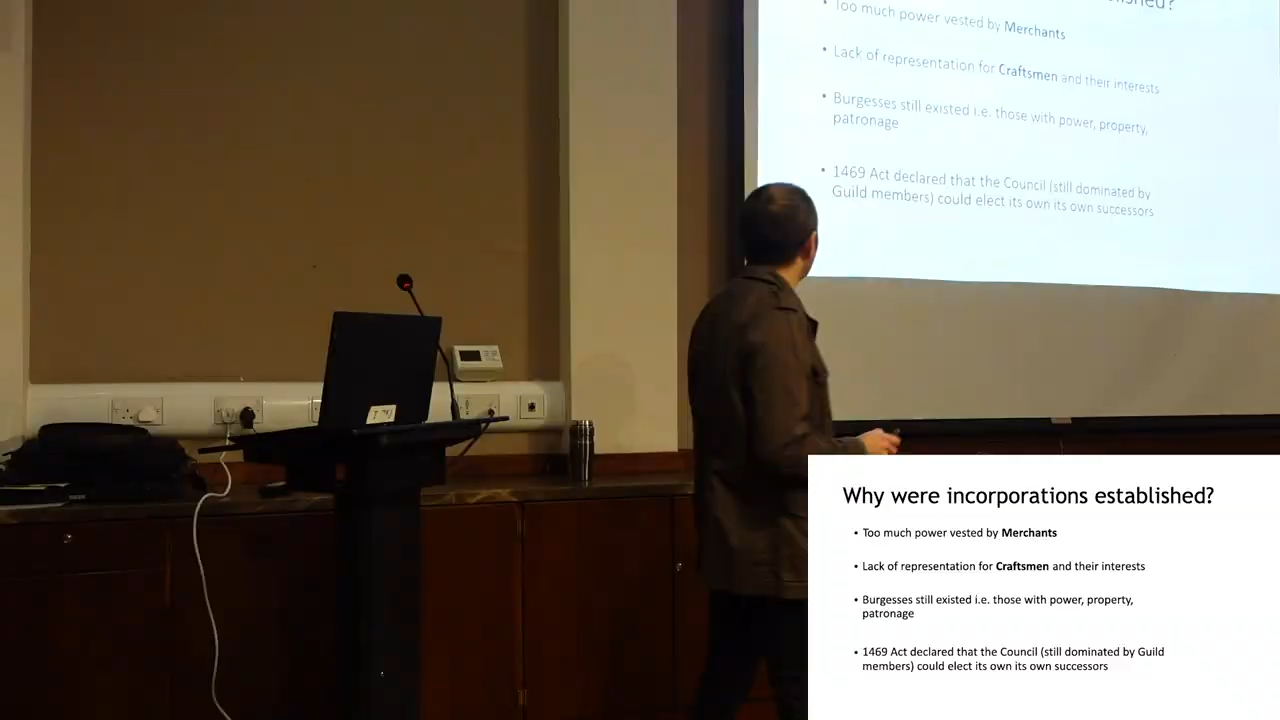 ished?
• Too much power vested by Merchants
• Lack of representation for Craftsmen and their interests
• Burgesses still existed i.e. those with power, property,
patronage
• 1469 Act declared that the Council (still dominated by
Guild members) could elect its own its own successors
Why were incorporations established?
• Too much power vested by Merchants
• Lack of representation for Craftsmen and their interests
• Burgesses still existed i.e. those with power, property,
patronage
• 1469 Act declared that the Council (still dominated by Guild
members) could elect its own its own successors